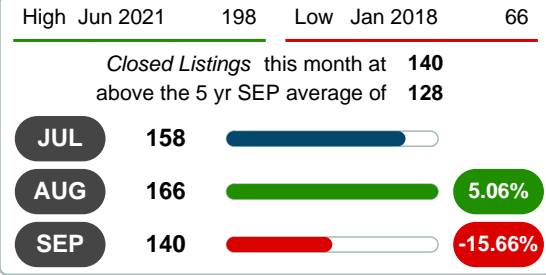 High Jun 2021 198 Low Jan 2018 66
Closed Listings this month at 140
above the 5 yr SEP average of 128
JUL 158
AUG 166 5.06%
SEP 140 -15.66%